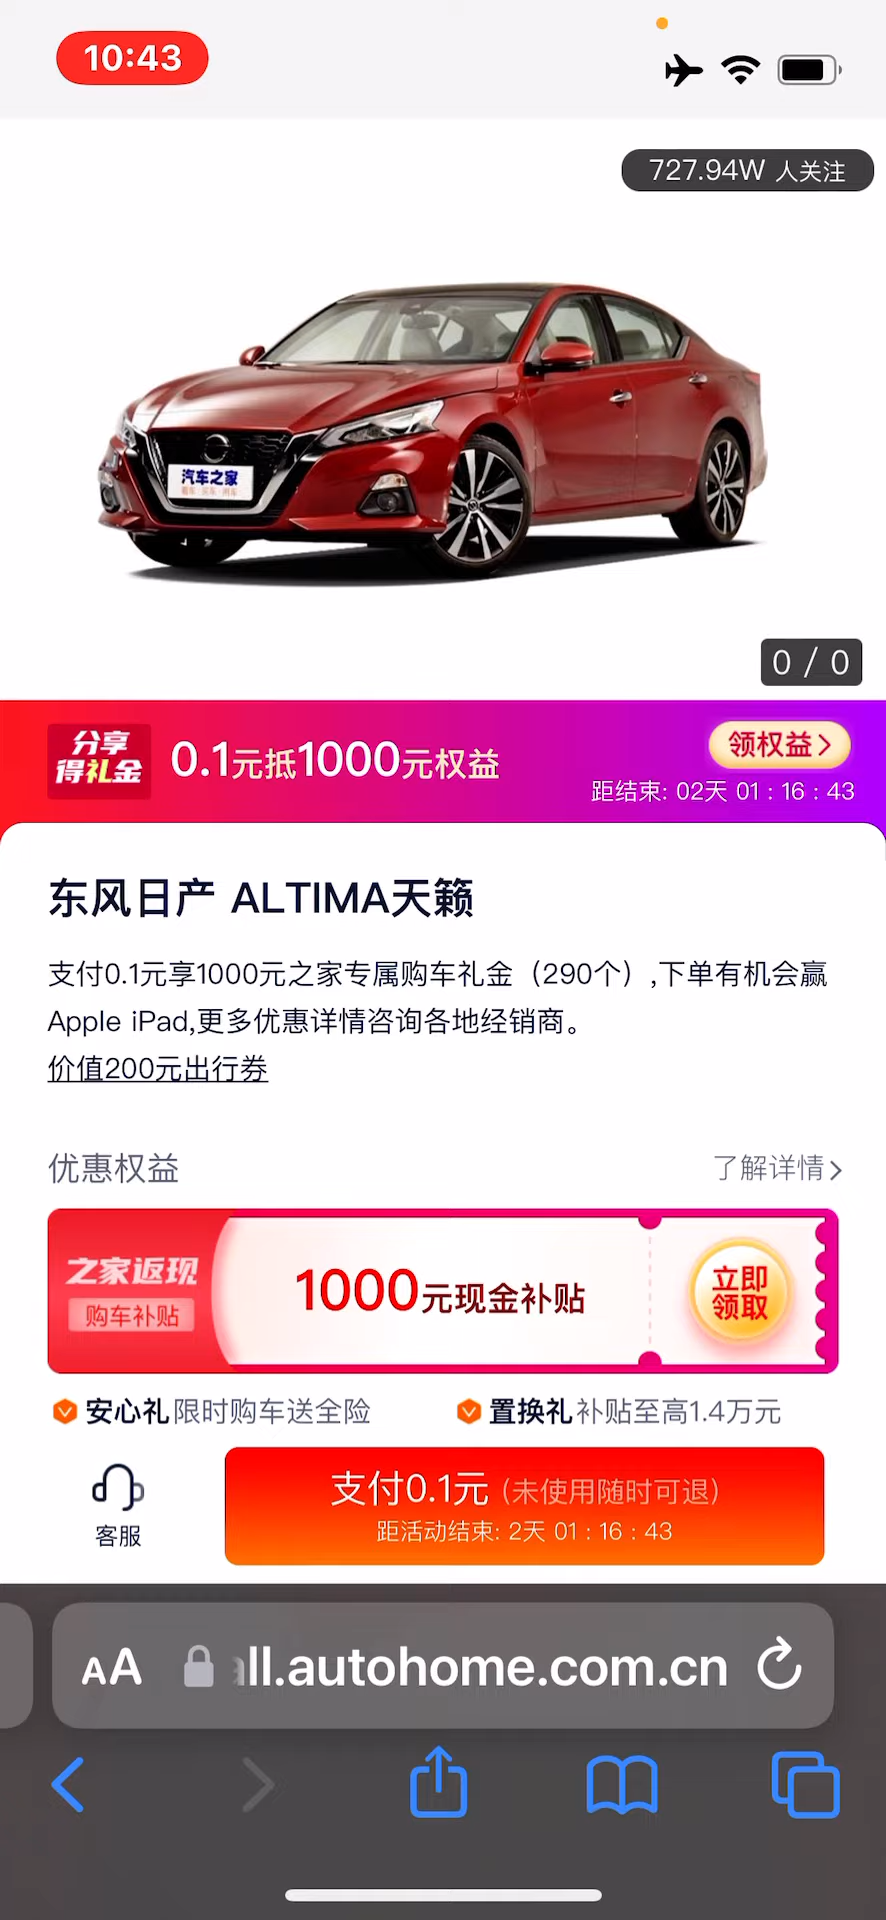 10:43
727.94W 人关注
汽车之家
0 / 0
分享
得礼金
0.1元抵1000元权益
领权益
距结束: 02天 01 : 16 : 43
东风日产 ALTIMA天籁
支付0.1元享1000元之家专属购车礼金（290个）,下单有机会赢
Apple iPad,更多优惠详情咨询各地经销商。
价值200元出行券
优惠权益
了解详情
之家返现
购车补贴
1000元现金补贴
立即
领取
安心礼限时购车送全险
置换礼补贴至高1.4万元
客服
支付0.1元 (未使用随时可退)
距活动结束: 2天 01 : 16 : 43
AA
all.autohome.com.cn